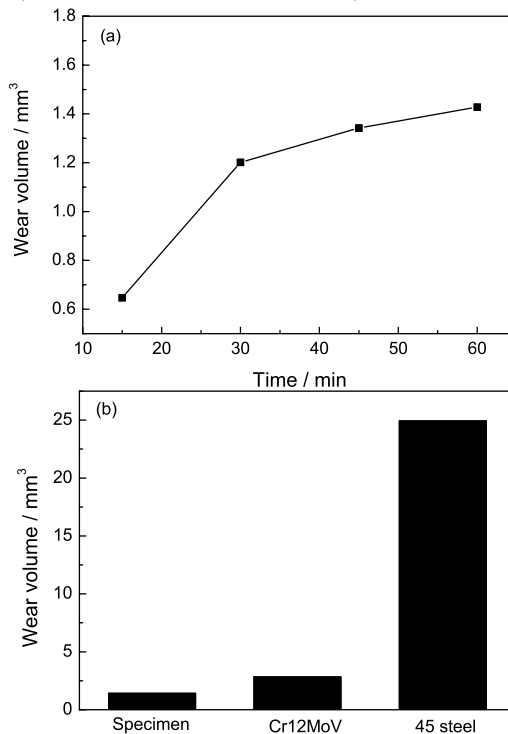 (a)
Wear volume / mm³
1.8
1.6
1.4
1.2
1.0
0.8
0.6
10 20 30 40 50 60
Time / min
(b)
Wear volume / mm³
25
20
15
10
5
0
Specimen Cr12MoV 45 steel